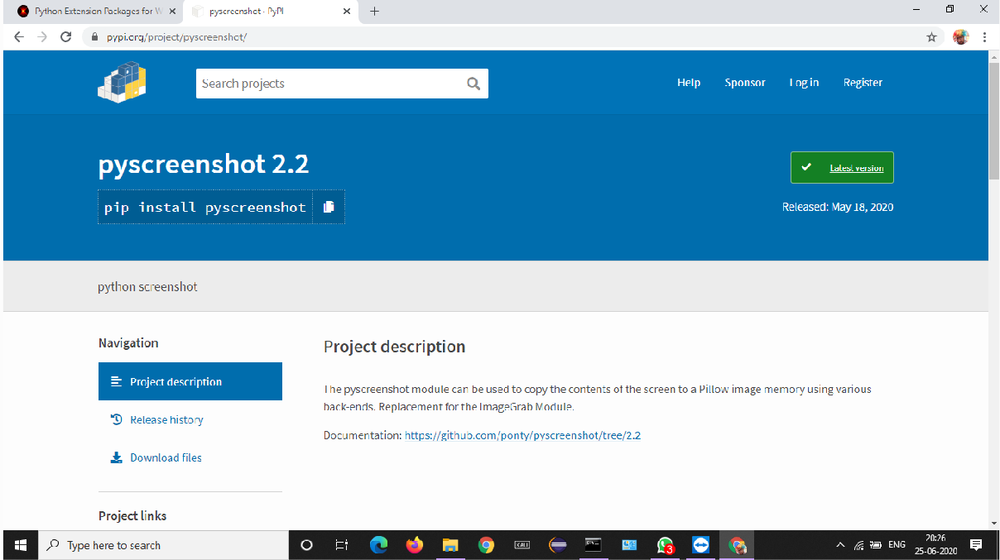 Python Extension Packages for W
pyscreenshot · PyPI
pypi.org/project/pyscreenshot/
Search projects
Help Sponsor Log in Register
pyscreenshot 2.2
Latest version
pip install pyscreenshot
Released: May 18, 2020
python screenshot
Navigation
Project description
Release history
Download files
Project links
Project description
The pyscreenshot module can be used to copy the contents of the screen to a Pillow image memory using various
back-ends. Replacement for the ImageGrab Module.
Documentation: https://github.com/ponty/pyscreenshot/tree/2.2
Type here to search
3
ENG
20:26
25-06-2020